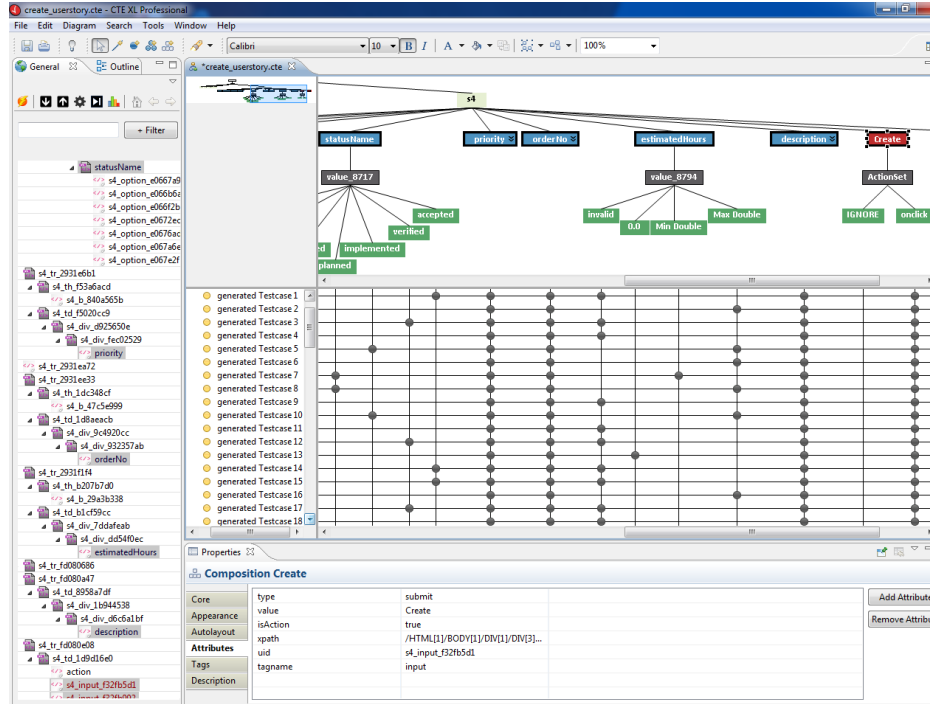 create_userstory.cte - CTE XL Professional
File Edit Diagram Search Tools Window Help
Calibri 10 B I A 100%
General Outline
*create_userstory.cte
+ Filter
statusName
s4_option_e0667a9
s4_option_e066b6a
s4_option_e066f2b
s4_option_e0672ec
s4_option_e0676ac
s4_option_e067a6e
s4_option_e067e2f
s4_tr_2931e6b1
s4_th_f53a6acd
s4_b_840a565b
s4_td_f5020cc9
s4_div_d925650e
s4_div_fec02529
priority
s4_tr_2931ea72
s4_tr_2931ee33
s4_th_1dc348cf
s4_b_47c5e999
s4_td_1d8aeacb
s4_div_9c4920cc
s4_div_932357ab
orderNo
s4_tr_2931f1f4
s4_th_b207b7d0
s4_b_29a3b338
s4_td_b1cf59cc
s4_div_7ddafeab
s4_div_dd54f0ec
estimatedHours
s4_tr_fd080686
s4_tr_fd080a47
s4_td_8958a7df
s4_div_1b944538
s4_div_d6c6a1bf
description
s4_tr_fd080e08
s4_td_1d9d16e0
action
s4_input_f32fb5d1
s4
statusName priority orderNo estimatedHours description Create
value_8717 value_8794 ActionSet
accepted invalid Max Double IGNORE onclick
verified 0.0 Min Double
ed implemented
planned
generated Testcase 1
generated Testcase 2
generated Testcase 3
generated Testcase 4
generated Testcase 5
generated Testcase 6
generated Testcase 7
generated Testcase 8
generated Testcase 9
generated Testcase 10
generated Testcase 11
generated Testcase 12
generated Testcase 13
generated Testcase 14
generated Testcase 15
generated Testcase 16
generated Testcase 17
generated Testcase 18
Properties
Composition Create
Core
Appearance
Autolayout
Attributes
Tags
Description
type submit
value Create
isAction true
xpath /HTML[1]/BODY[1]/DIV[1]/DIV[3]...
uid s4_input_f32fb5d1
tagname input
Add Attribute
Remove Attribu